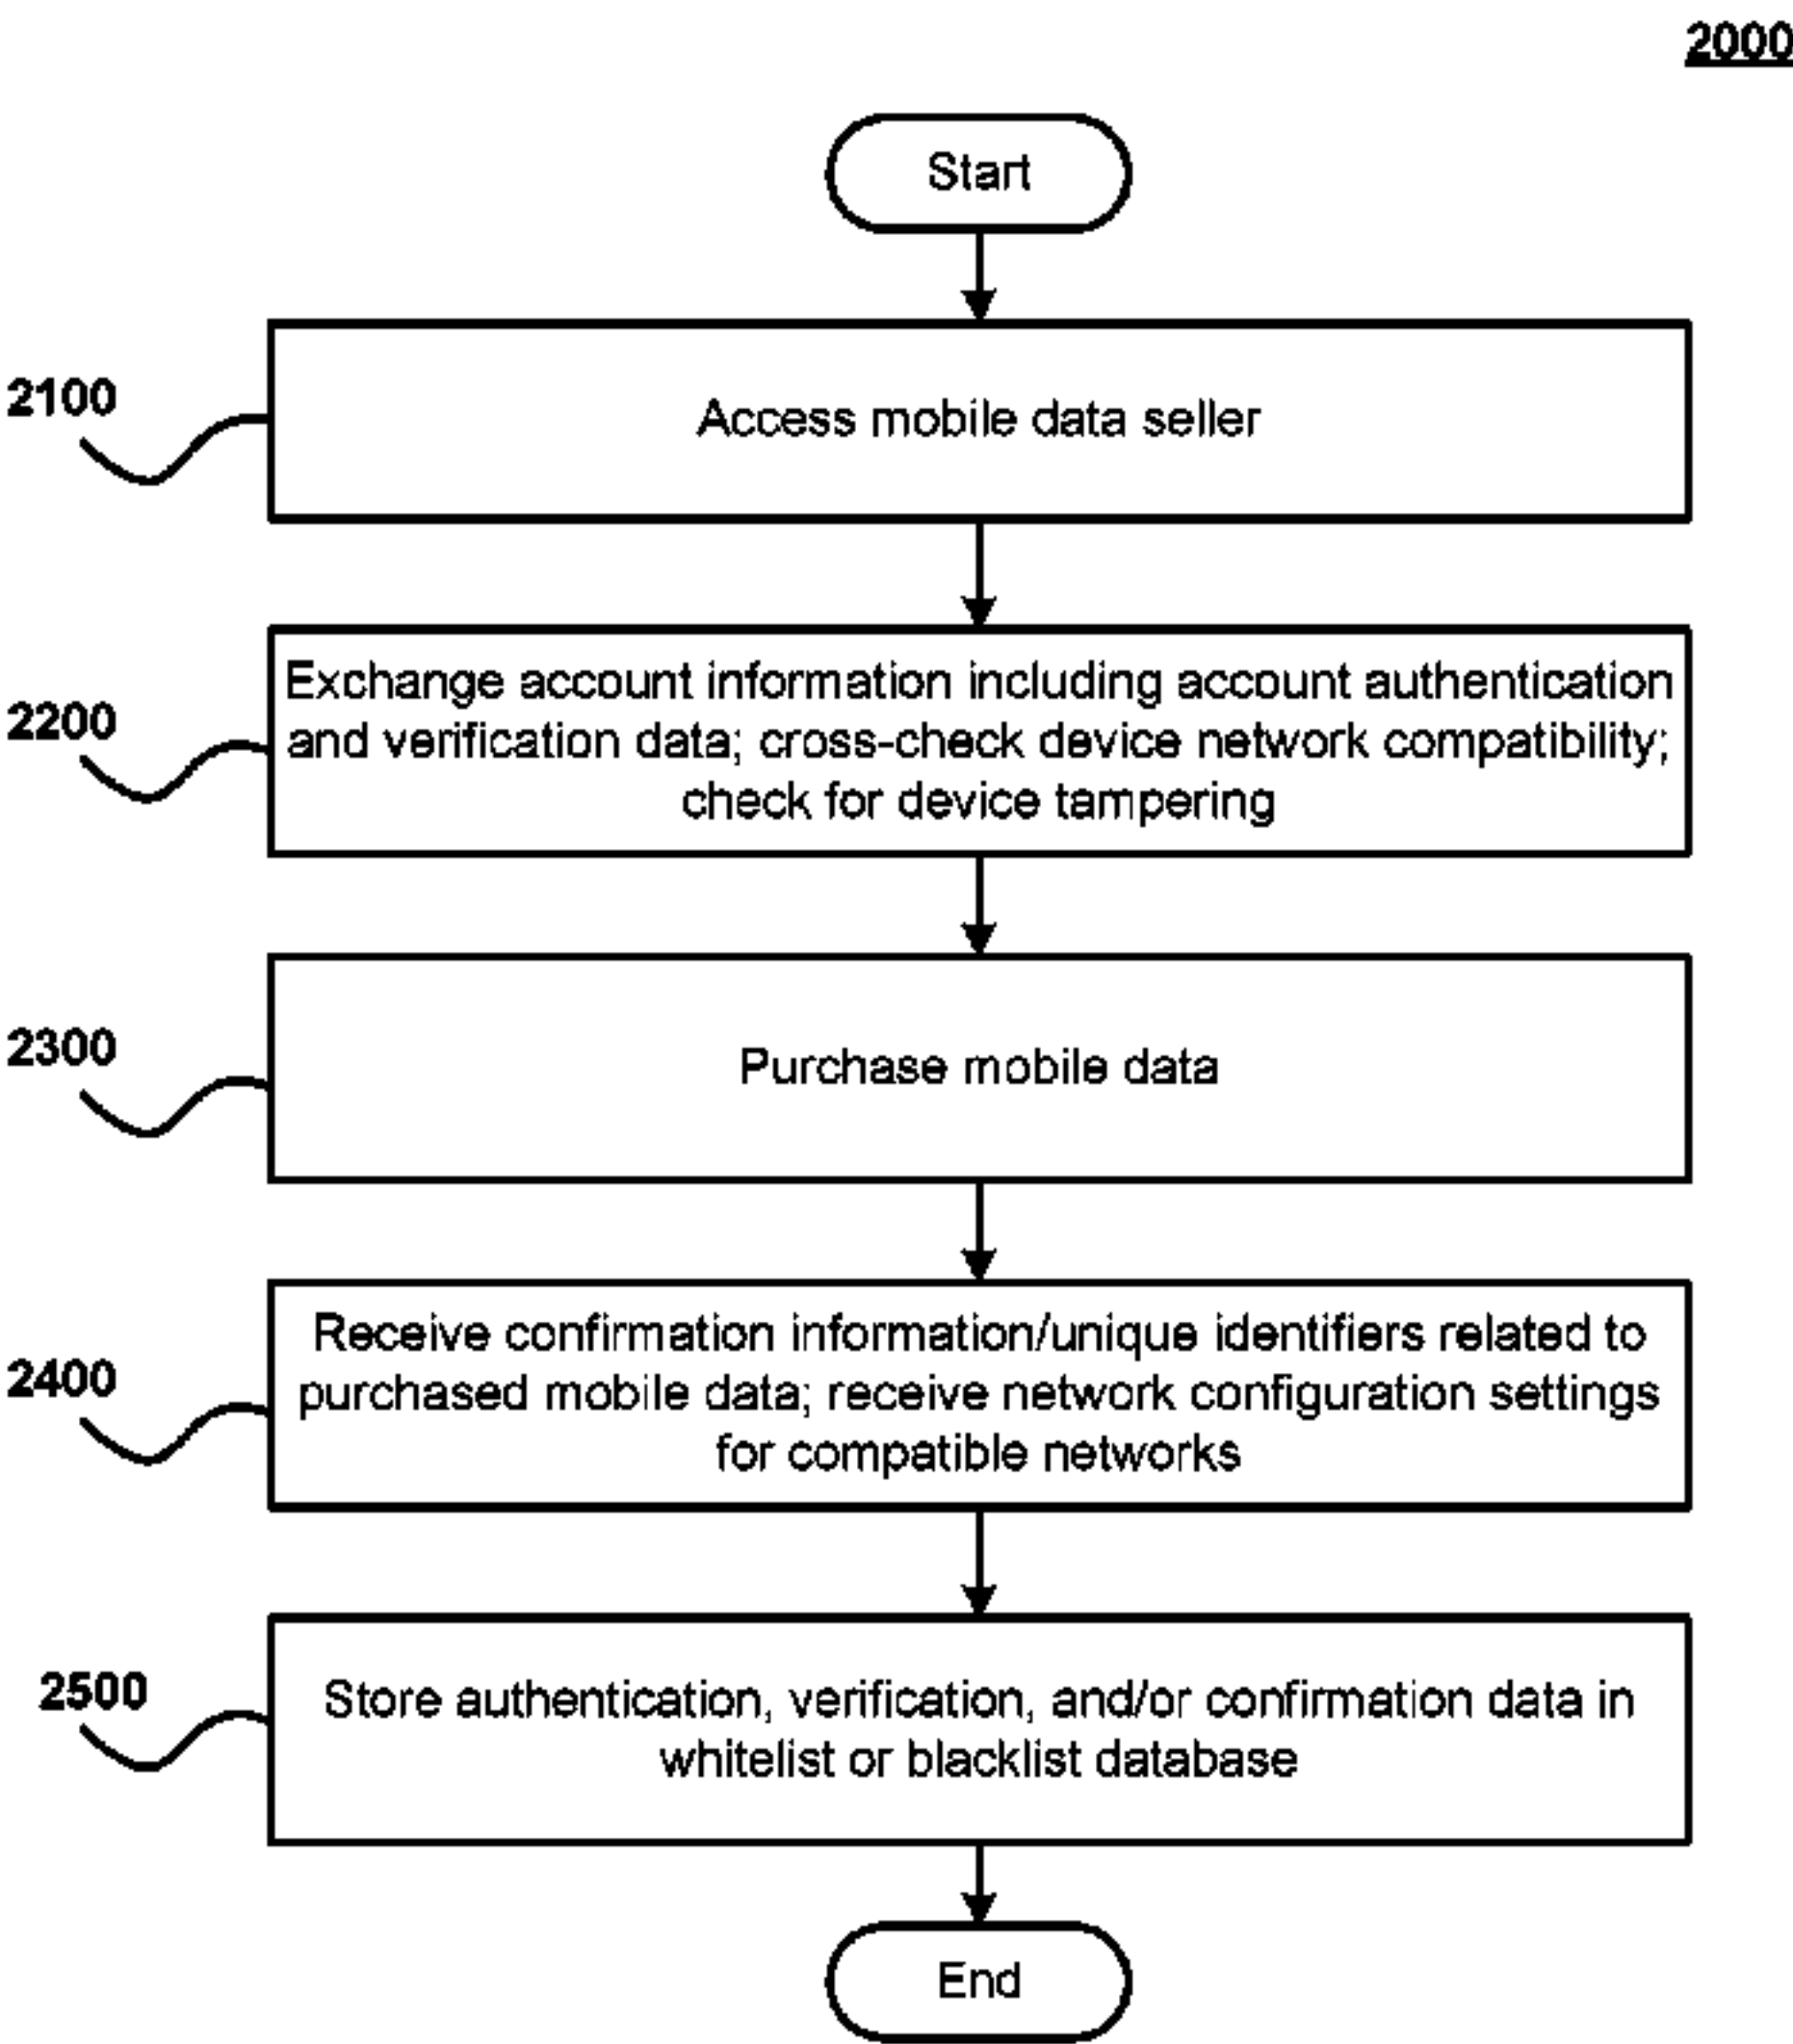 2000
Start
2100
Access mobile data seller
2200
Exchange account information including account authentication
and verification data; cross-check device network compatibility;
check for device tampering
2300
Purchase mobile data
2400
Receive confirmation information/unique identifiers related to
purchased mobile data; receive network configuration settings
for compatible networks
2500
Store authentication, verification, and/or confirmation data in
whitelist or blacklist database
End